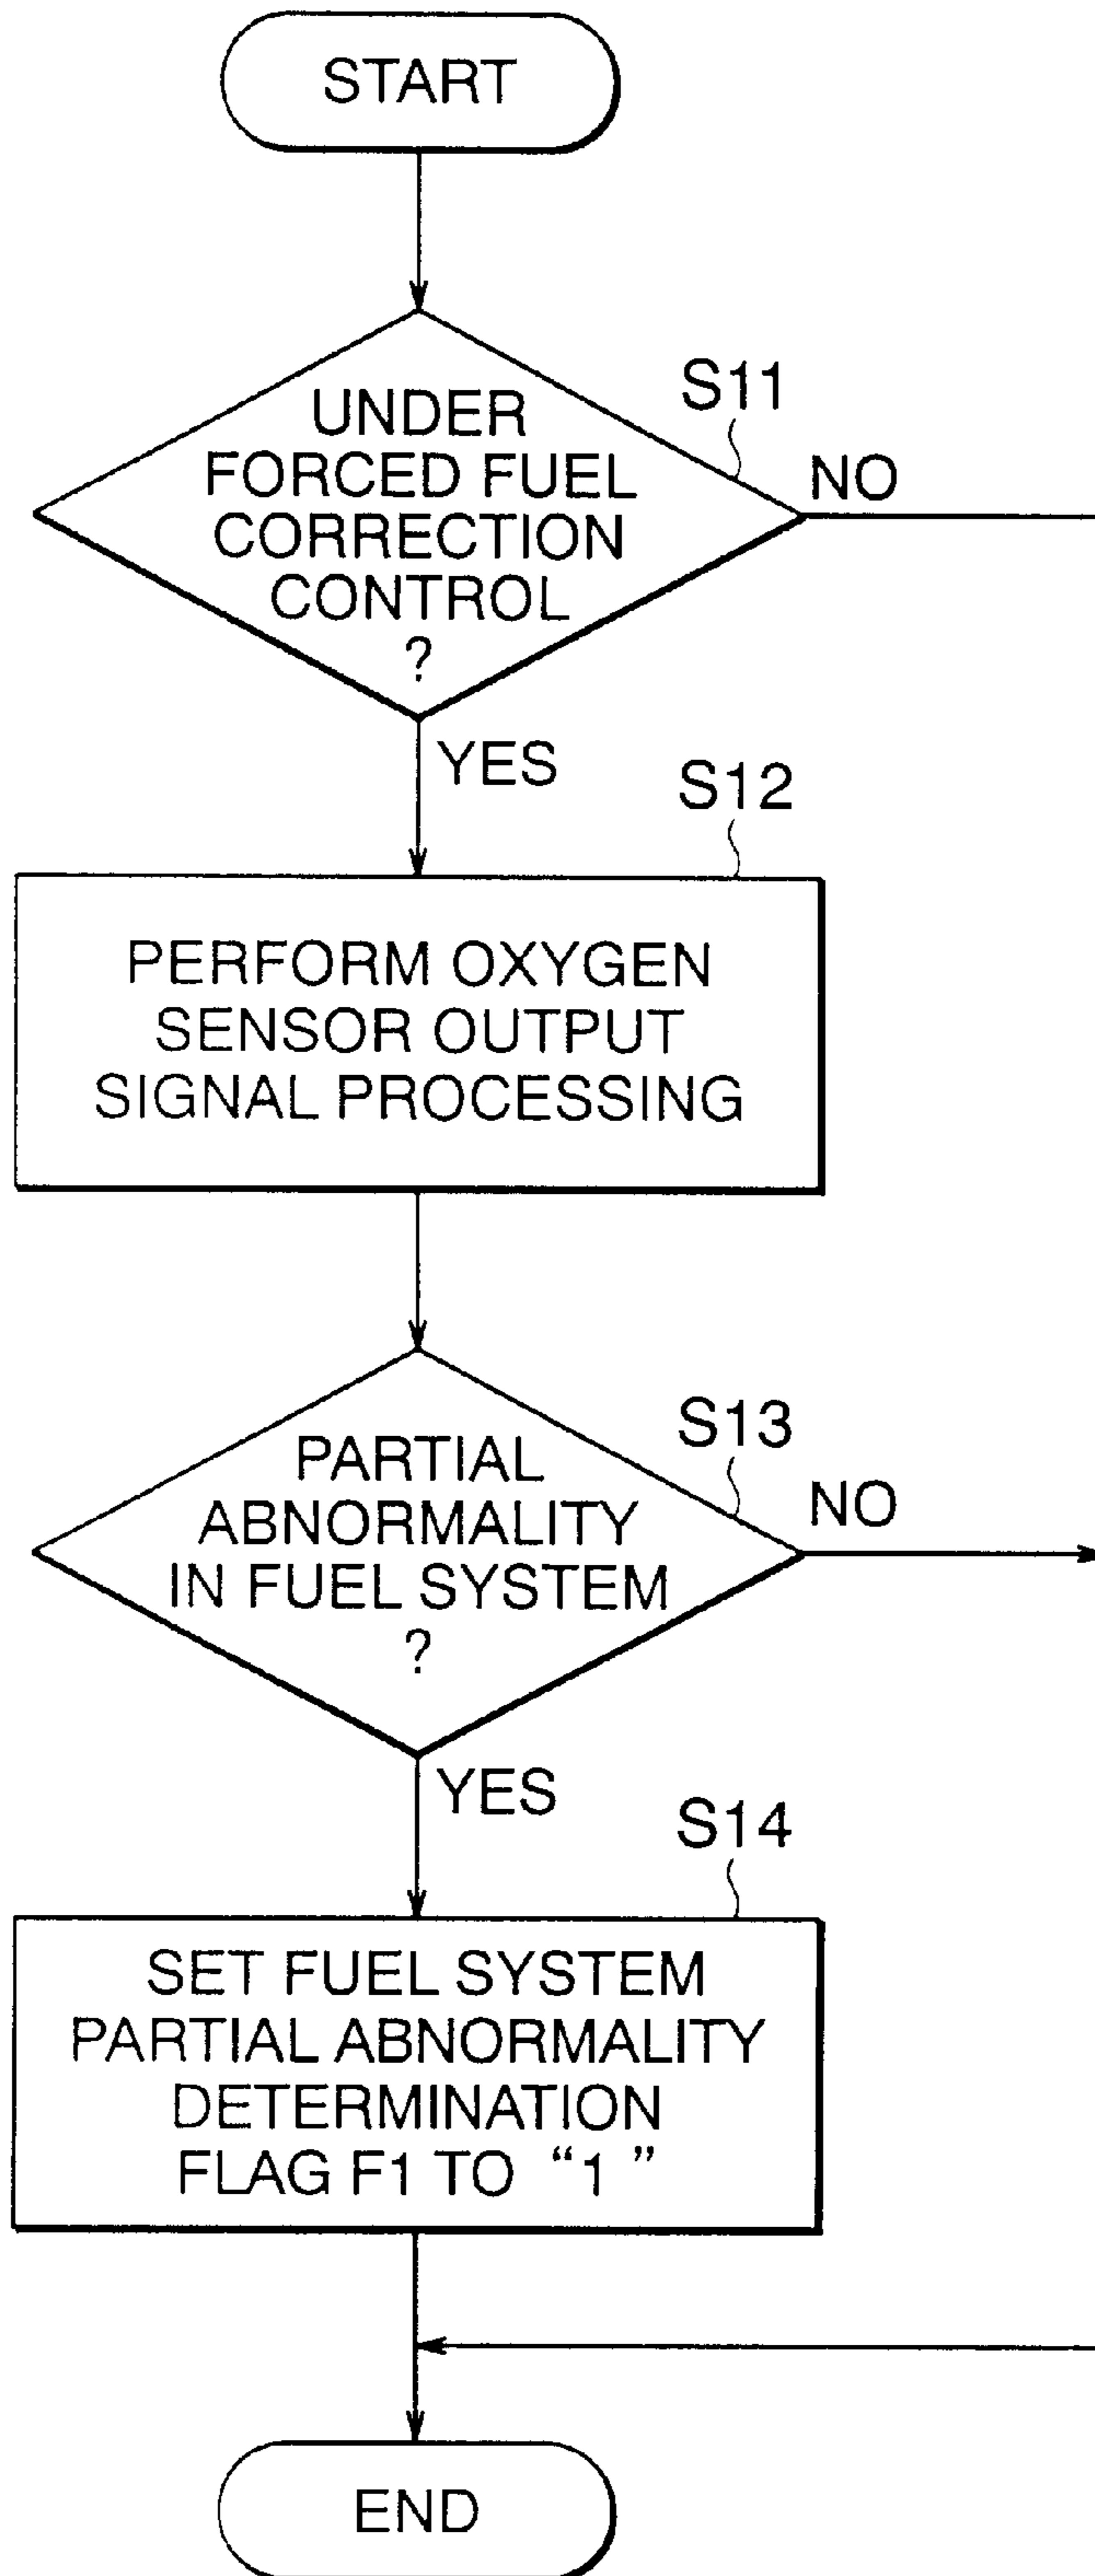 START
UNDER
FORCED FUEL
CORRECTION
CONTROL
?
S11
NO
YES
S12
PERFORM OXYGEN
SENSOR OUTPUT
SIGNAL PROCESSING
PARTIAL
ABNORMALITY
IN FUEL SYSTEM
?
S13
NO
YES
S14
SET FUEL SYSTEM
PARTIAL ABNORMALITY
DETERMINATION
FLAG F1 TO “1 ”
END